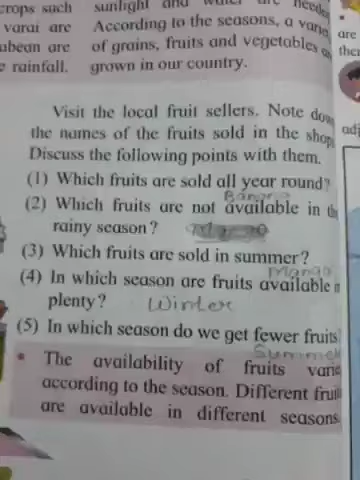 crops such
varai are
abean are
e rainfall.
sunlight and water are needed
According to the seasons, a varie
of grains, fruits and vegetables
grown in our country.
are
adj
Visit the local fruit sellers. Note down
the names of the fruits sold in the shop
Discuss the following points with them.
(1) Which fruits are sold all year round?
Banana
(2) Which fruits are not available in the
rainy season?
(3) Which fruits are sold in summer?
Mango
(4) In which season are fruits available in
plenty? Winter
(5) In which season do we get fewer fruits?
Summer
• The availability of fruits varie
according to the season. Different fruit
are available in different seasons.